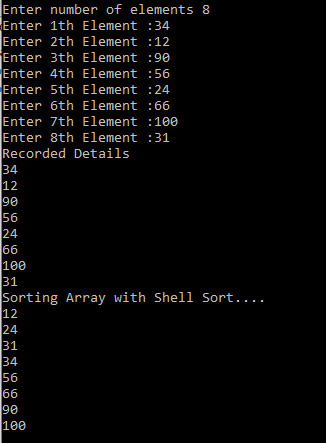 Enter number of elements 8
Enter 1th Element :34
Enter 2th Element :12
Enter 3th Element :90
Enter 4th Element :56
Enter 5th Element :24
Enter 6th Element :66
Enter 7th Element :100
Enter 8th Element :31
Recorded Details
34
12
90
56
24
66
100
31
Sorting Array with Shell Sort....
12
24
31
34
56
66
90
100